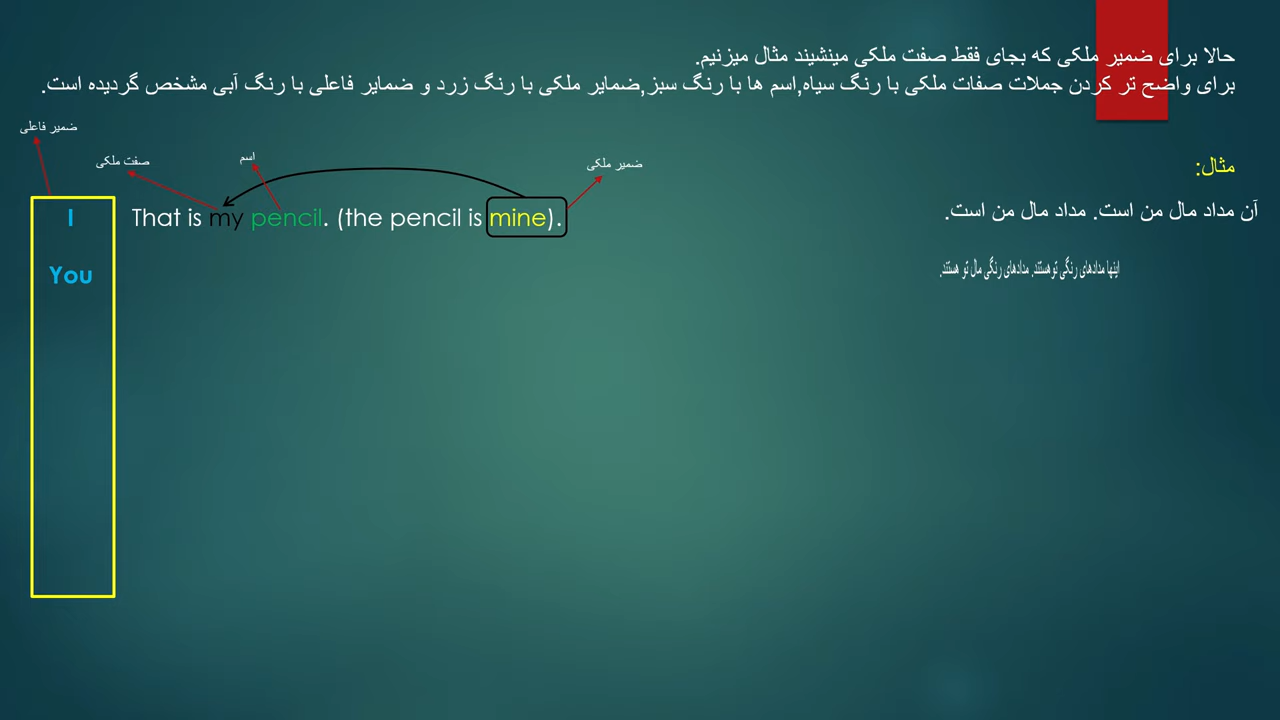 حالا برای ضمیر ملکی که بجای فقط صفت ملکی مینشیند مثال میزنیم.
برای واضح تر کردن جملات صفات ملکی با رنگ سیاه,اسم ها با رنگ سبز,ضمایر ملکی با رنگ زرد و ضمایر فاعلی با رنگ آبی مشخص گردیده است.
ضمیر فاعلی
صفت ملکی
اسم
ضمیر ملکی
مثال:
I
That is my pencil. (the pencil is mine).
آن مداد مال من است. مداد مال من است.
You
اینها مدادهای رنگی توهستند. مدادهای رنگی مال تو هستند.